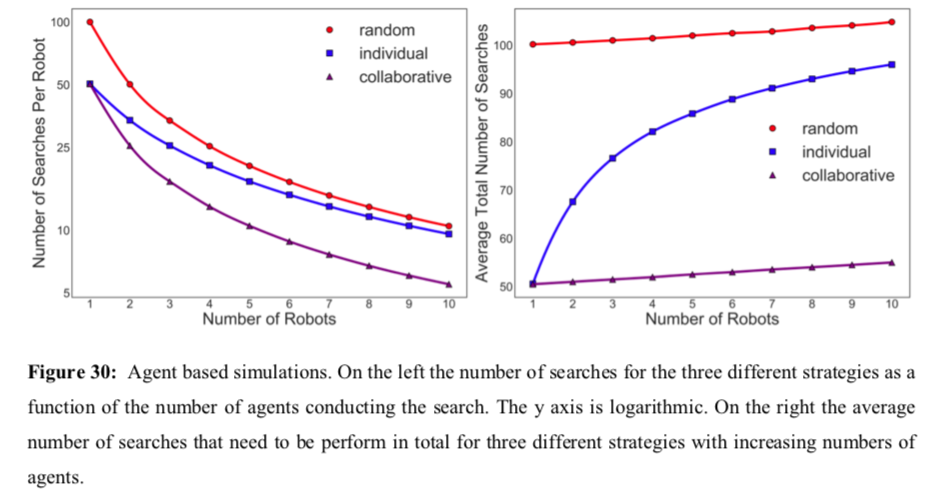 100
50
25
10
5
Number of Searches Per Robot
random
individual
collaborative
1 2 3 4 5 6 7 8 9 10
Number of Robots
100
90
80
70
60
50
Average Total Number of Searches
random
individual
collaborative
1 2 3 4 5 6 7 8 9 10
Number of Robots
Figure 30: Agent based simulations. On the left the number of searches for the three different strategies as a
function of the number of agents conducting the search. The y axis is logarithmic. On the right the average
number of searches that need to be perform in total for three different strategies with increasing numbers of
agents.